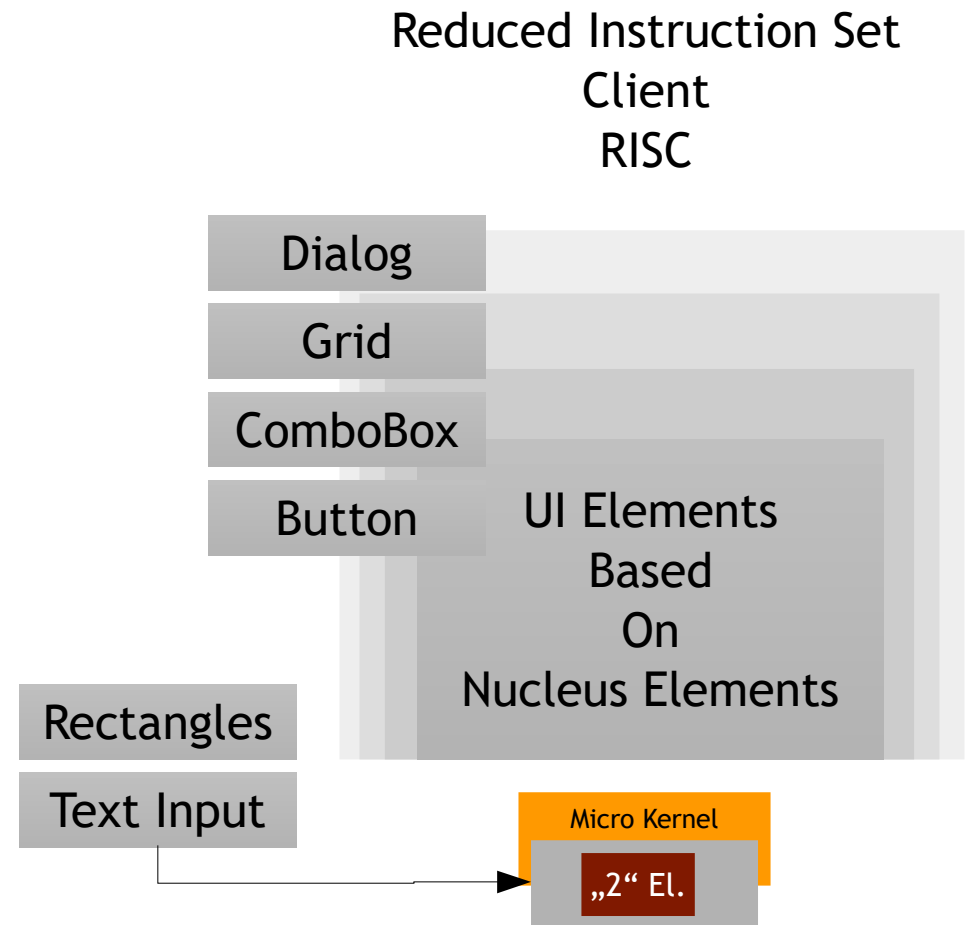 Reduced Instruction Set
Client
RISC
Dialog
Grid
ComboBox
Button
UI Elements
Based
On
Nucleus Elements
Rectangles
Text Input
Micro Kernel
„2“ El.